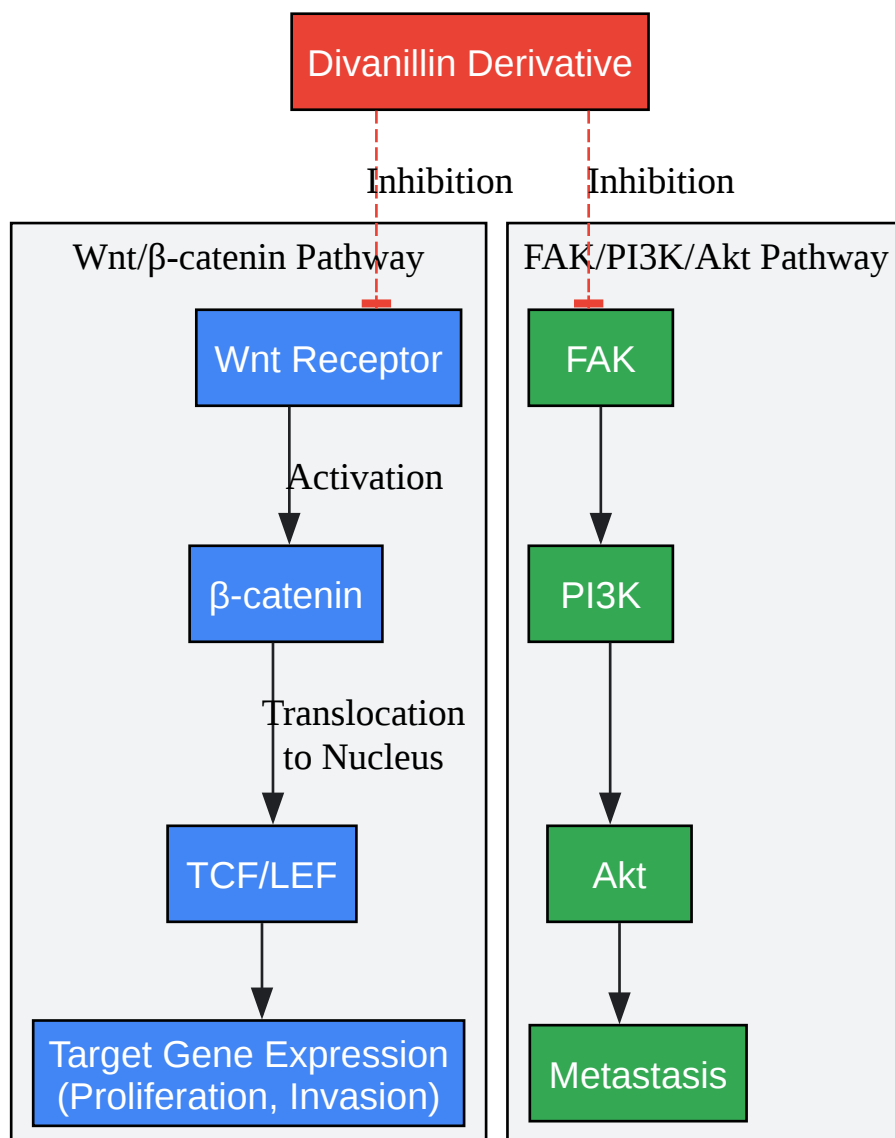 Divanillin Derivative
Inhibition
Inhibition
Wnt/β-catenin Pathway
Wnt Receptor
Activation
β-catenin
Translocation
to Nucleus
TCF/LEF
Target Gene Expression
(Proliferation, Invasion)
FAK/PI3K/Akt Pathway
FAK
PI3K
Akt
Metastasis